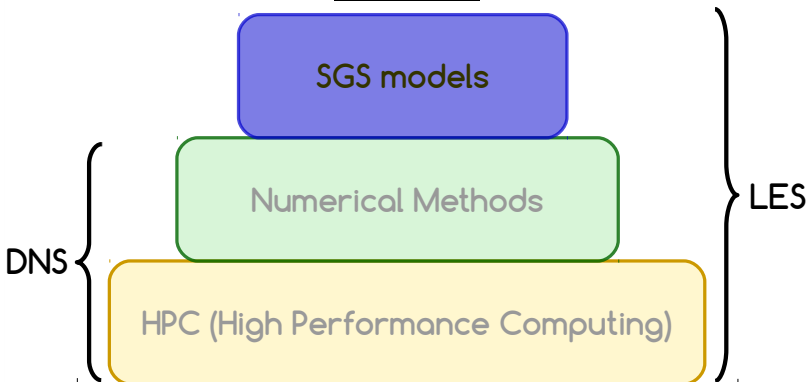 SGS models
Numerical Methods
DNS
LES
HPC (High Performance Computing)